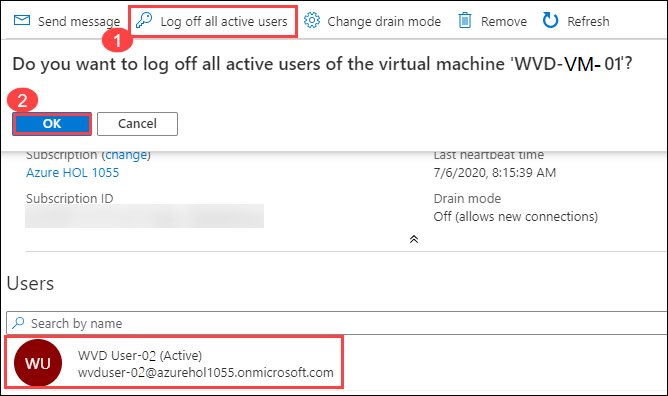 Send message Log off all active users Change drain mode Remove Refresh
1
Do you want to log off all active users of the virtual machine 'WVD-VM-01'?
2
OK Cancel
Subscription (change) Last heartbeat time
Azure HOL 1055 7/6/2020, 8:15:39 AM
Subscription ID Drain mode
Off (allows new connections)
Users
Search by name
WU WVD User-02 (Active)
wvduser-02@azurehol1055.onmicrosoft.com